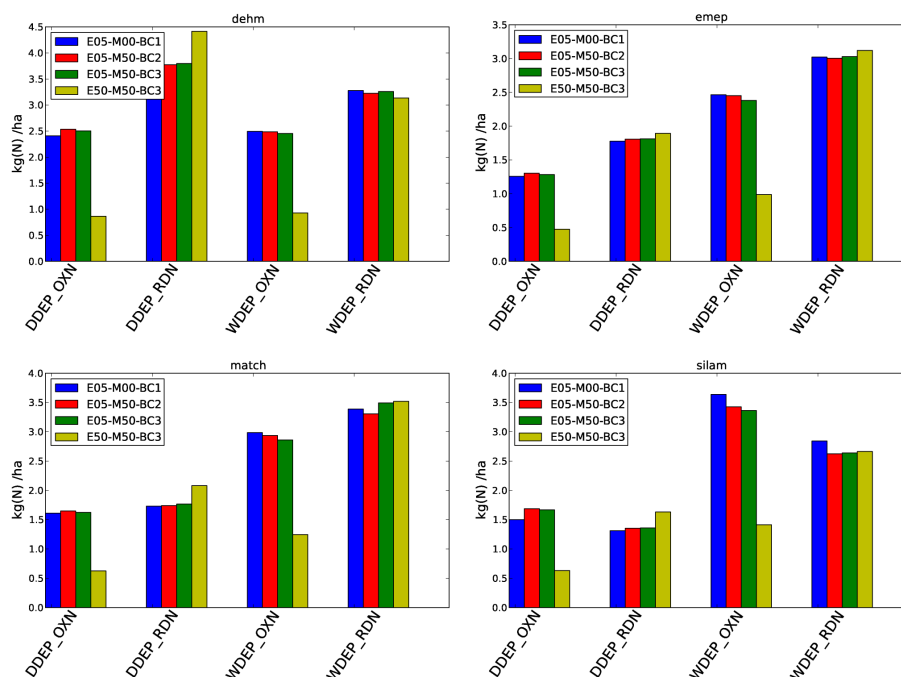 dehm
kg(N) /ha
4.5
4.0
3.5
3.0
2.5
2.0
1.5
1.0
0.5
0.0
E05-M00-BC1
E05-M50-BC2
E05-M50-BC3
E50-M50-BC3
DDEP_OXN
DDEP_RDN
WDEP_OXN
WDEP_RDN
emep
kg(N) /ha
3.5
3.0
2.5
2.0
1.5
1.0
0.5
0.0
E05-M00-BC1
E05-M50-BC2
E05-M50-BC3
E50-M50-BC3
DDEP_OXN
DDEP_RDN
WDEP_OXN
WDEP_RDN
match
kg(N) /ha
4.0
3.5
3.0
2.5
2.0
1.5
1.0
0.5
0.0
E05-M00-BC1
E05-M50-BC2
E05-M50-BC3
E50-M50-BC3
DDEP_OXN
DDEP_RDN
WDEP_OXN
WDEP_RDN
silam
kg(N) /ha
4.0
3.5
3.0
2.5
2.0
1.5
1.0
0.5
0.0
E05-M00-BC1
E05-M50-BC2
E05-M50-BC3
E50-M50-BC3
DDEP_OXN
DDEP_RDN
WDEP_OXN
WDEP_RDN